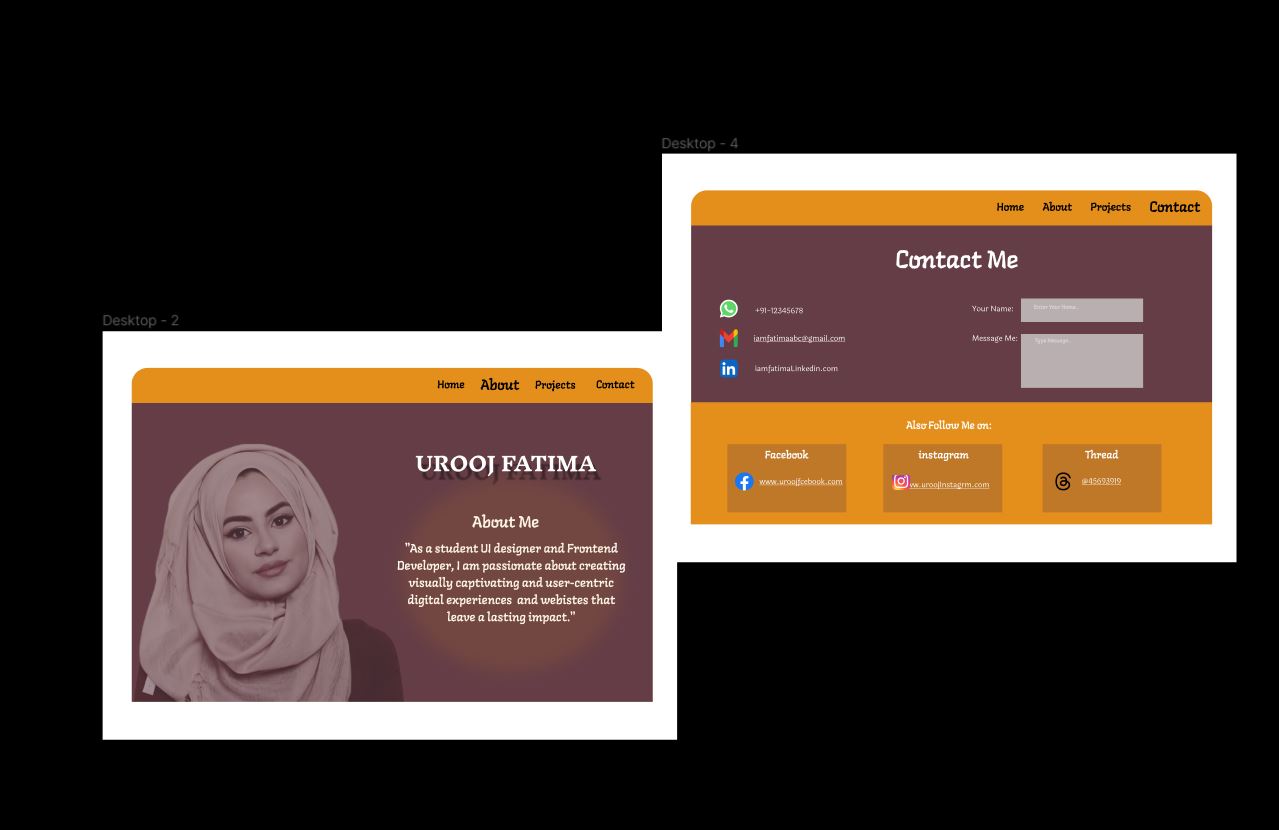 Desktop - 4
Home About Projects Contact
Contact Me
+91-12345678
iamfatimaabc@gmail.com
iamfatimaLinkedin.com
Your Name:
Enter Your Name..
Message Me:
Type Message..
Also Follow Me on:
Facebook
www.uroojfcebook.com
instagram
vw.uroojInstagrm.com
Thread
@45693919
Desktop - 2
Home About Projects Contact
UROOJ FATIMA
About Me
"As a student UI designer and Frontend
Developer, I am passionate about creating
visually captivating and user-centric
digital experiences and webistes that
leave a lasting impact."